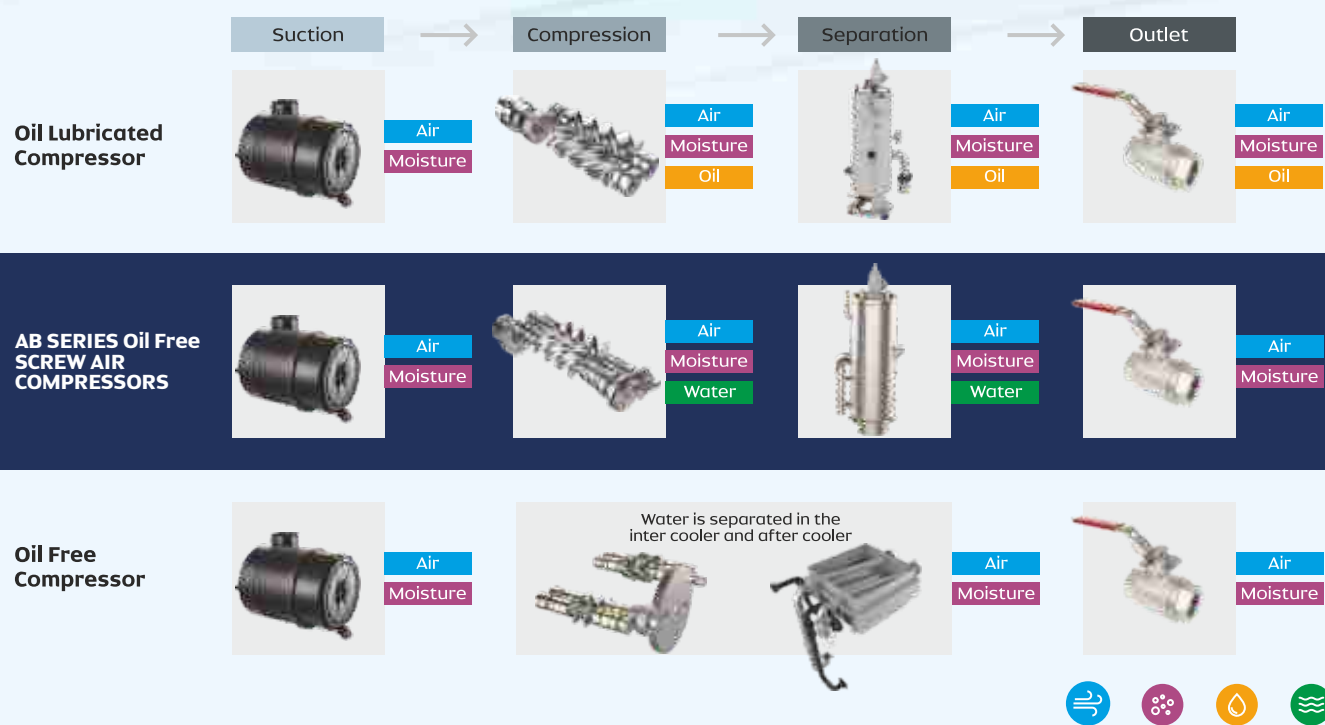 Suction
Compression
Separation
Outlet
Oil Lubricated
Compressor
Air
Moisture
Air
Moisture
Oil
Air
Moisture
Oil
Air
Moisture
Oil
AB SERIES Oil Free
SCREW AIR
COMPRESSORS
Air
Moisture
Air
Moisture
Water
Air
Moisture
Water
Air
Moisture
Oil Free
Compressor
Air
Moisture
Water is separated in the
inter cooler and after cooler
Air
Moisture
Air
Moisture